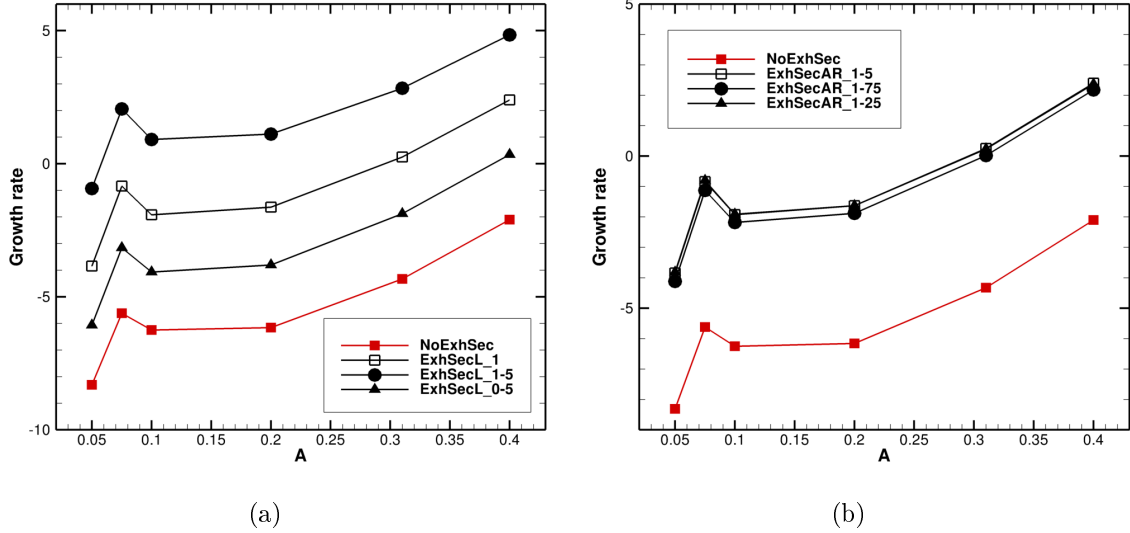 5
0
-5
-10
Growth rate
0.05
0.1
0.15
0.2
0.25
0.3
0.35
0.4
A
NoExhSec
ExhSecL_1
ExhSecL_1-5
ExhSecL_0-5
(a)
5
0
-5
Growth rate
0.05
0.1
0.15
0.2
0.25
0.3
0.35
0.4
A
NoExhSec
ExhSecAR_1-5
ExhSecAR_1-75
ExhSecAR_1-25
(b)